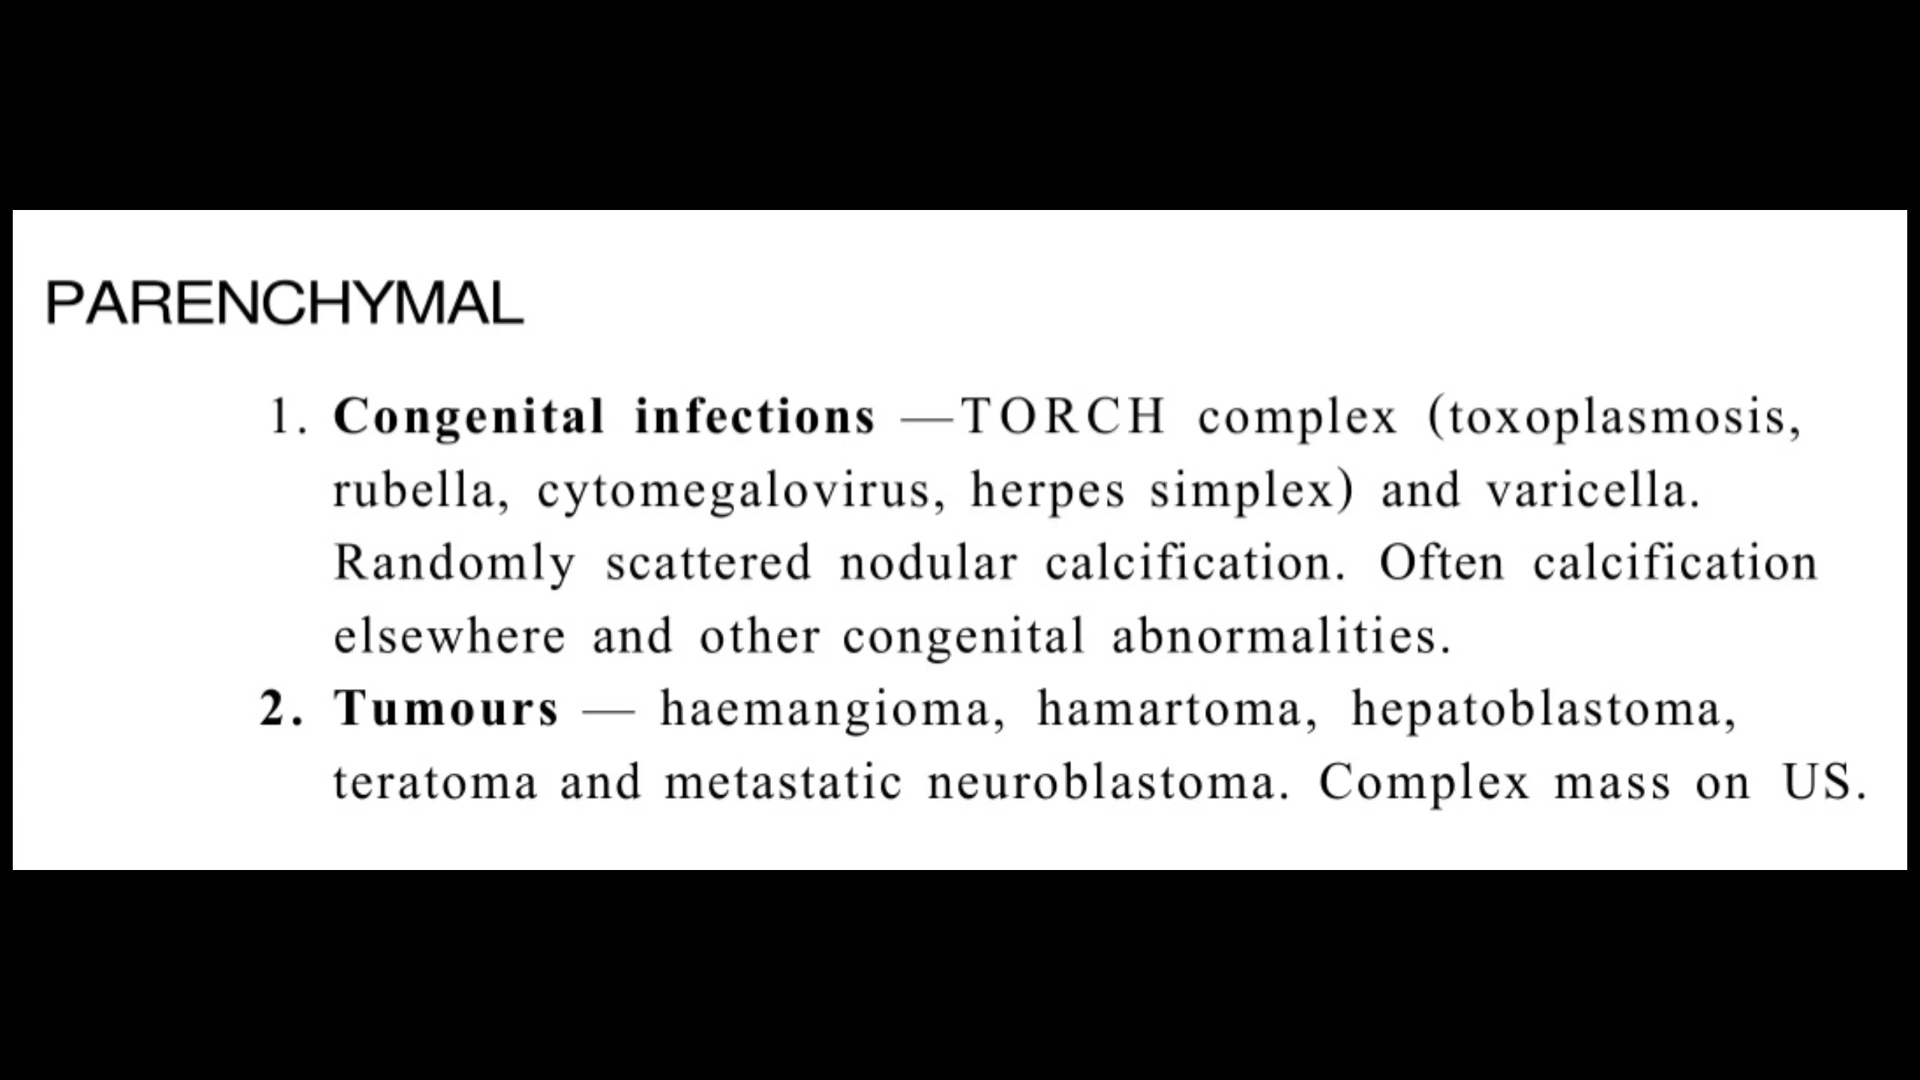 PARENCHYMAL
1. Congenital infections —TORCH complex (toxoplasmosis,
rubella, cytomegalovirus, herpes simplex) and varicella.
Randomly scattered nodular calcification. Often calcification
elsewhere and other congenital abnormalities.
2. Tumours — haemangioma, hamartoma, hepatoblastoma,
teratoma and metastatic neuroblastoma. Complex mass on US.